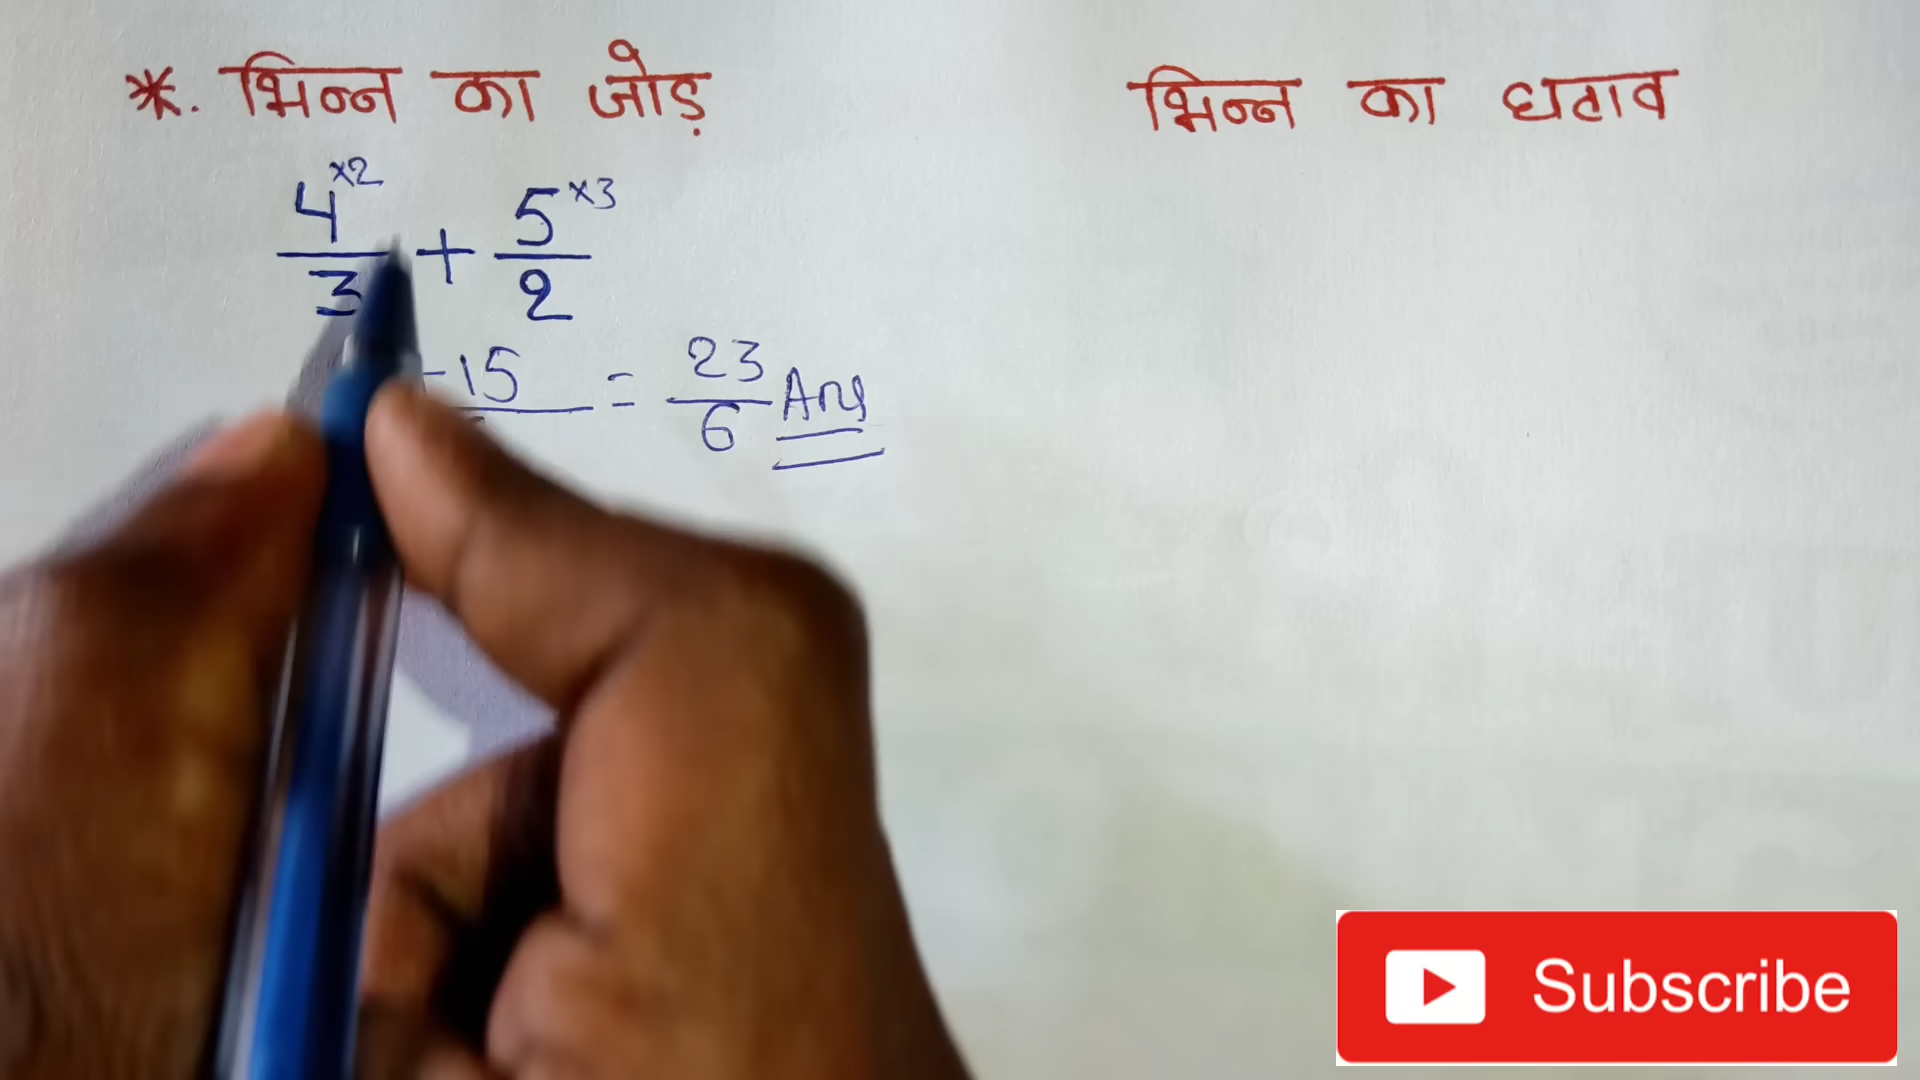 *. भिन्न का जोड़
भिन्न का घटाव
4×2 5×3
— + —
3 2
15 = 23 Ans
6
Subscribe